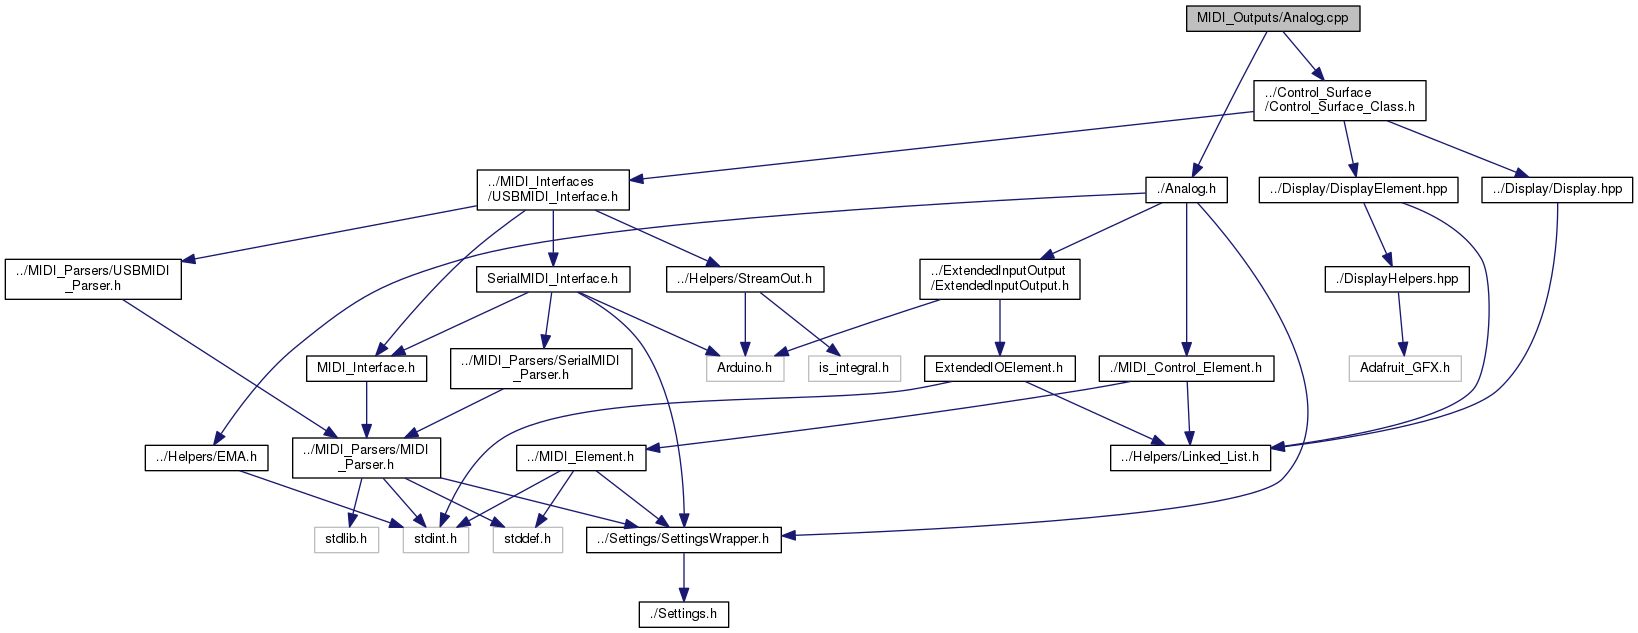 MIDI_Outputs/Analog.cpp
../Control_Surface
/Control_Surface_Class.h
../MIDI_Interfaces
/USBMIDI_Interface.h
./Analog.h
../Display/DisplayElement.hpp
../Display/Display.hpp
../MIDI_Parsers/USBMIDI
_Parser.h
SerialMIDI_Interface.h
../Helpers/StreamOut.h
../ExtendedInputOutput
/ExtendedInputOutput.h
./DisplayHelpers.hpp
MIDI_Interface.h
../MIDI_Parsers/SerialMIDI
_Parser.h
Arduino.h
is_integral.h
ExtendedIOElement.h
./MIDI_Control_Element.h
Adafruit_GFX.h
../Helpers/EMA.h
../MIDI_Parsers/MIDI
_Parser.h
../MIDI_Element.h
../Helpers/Linked_List.h
stdlib.h
stdint.h
stddef.h
../Settings/SettingsWrapper.h
./Settings.h